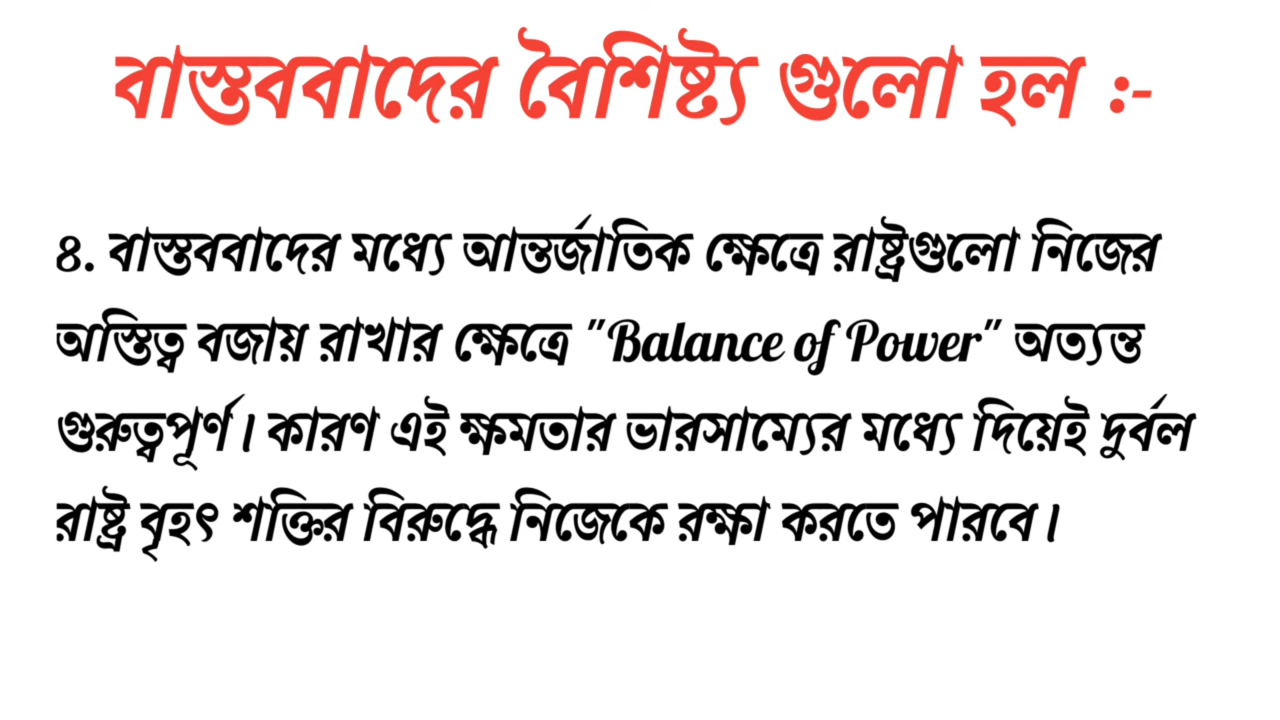 বাস্তববাদের বৈশিষ্ট্য গুলো হল :-
৪. বাস্তববাদের মধ্যে আন্তর্জাতিক ক্ষেত্রে রাষ্ট্রগুলো নিজের
অস্তিত্ব বজায় রাখার ক্ষেত্রে "Balance of Power" অত্যন্ত
গুরুত্বপূর্ণ। কারণ এই ক্ষমতার ভারসাম্যের মধ্যে দিয়েই দুর্বল
রাষ্ট্র বৃহৎ শক্তির বিরুদ্ধে নিজেকে রক্ষা করতে পারবে।